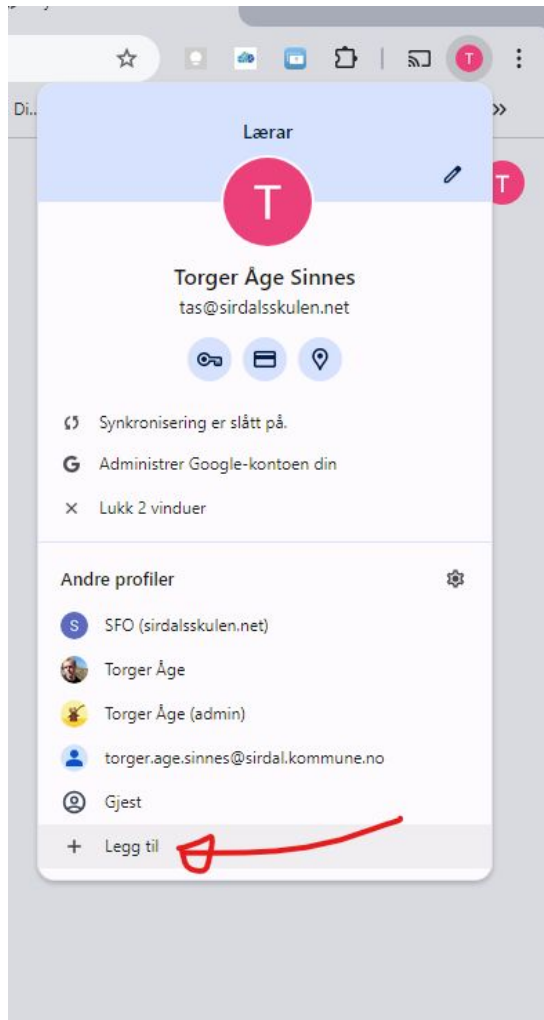 Di...
T
»
Lærar
T
T
Torger Åge Sinnes
tas@sirdalsskulen.net
Synkronisering er slått på.
G Administrer Google-kontoen din
Lukk 2 vinduer
Andre profiler
S SFO (sirdalsskulen.net)
Torger Åge
Torger Åge (admin)
torger.age.sinnes@sirdal.kommune.no
Gjest
+ Legg til